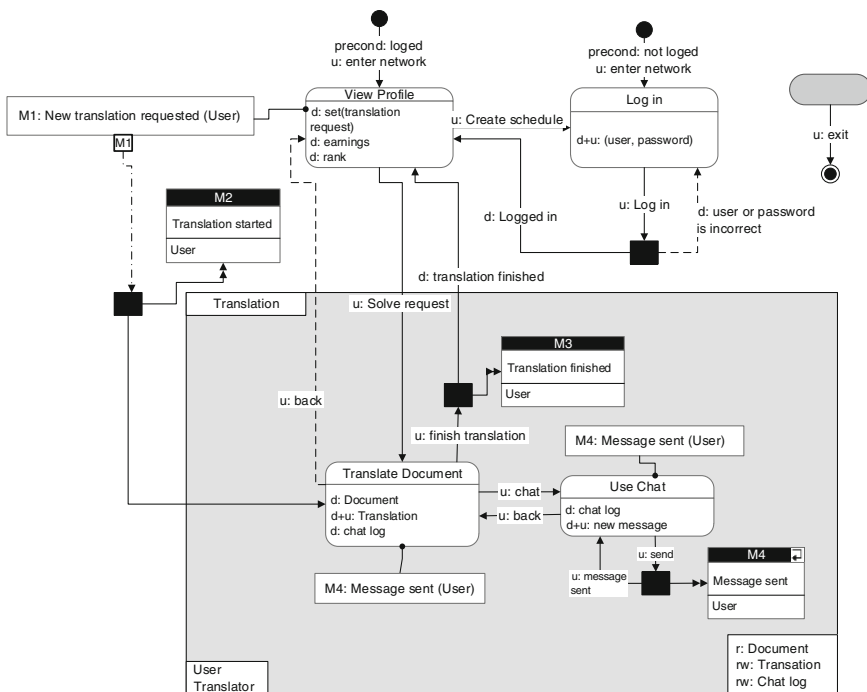 precond: loged
u: enter network
precond: not loged
u: enter network
View Profile
d: set(translation
request)
d: earnings
d: rank
u: Create schedule
Log in
d+u: (user, password)
u: exit
M1: New translation requested (User)
M1
M2
Translation started
User
d: Logged in
u: Log in
d: user or password
is incorrect
d: translation finished
Translation
u: Solve request
M3
Translation finished
User
u: back
u: finish translation
M4: Message sent (User)
Translate Document
d: Document
d+u: Translation
d: chat log
u: chat
u: back
Use Chat
d: chat log
d+u: new message
u: send
u: message
sent
M4
Message sent
User
M4: Message sent (User)
User
Translator
r: Document
rw: Transation
rw: Chat log